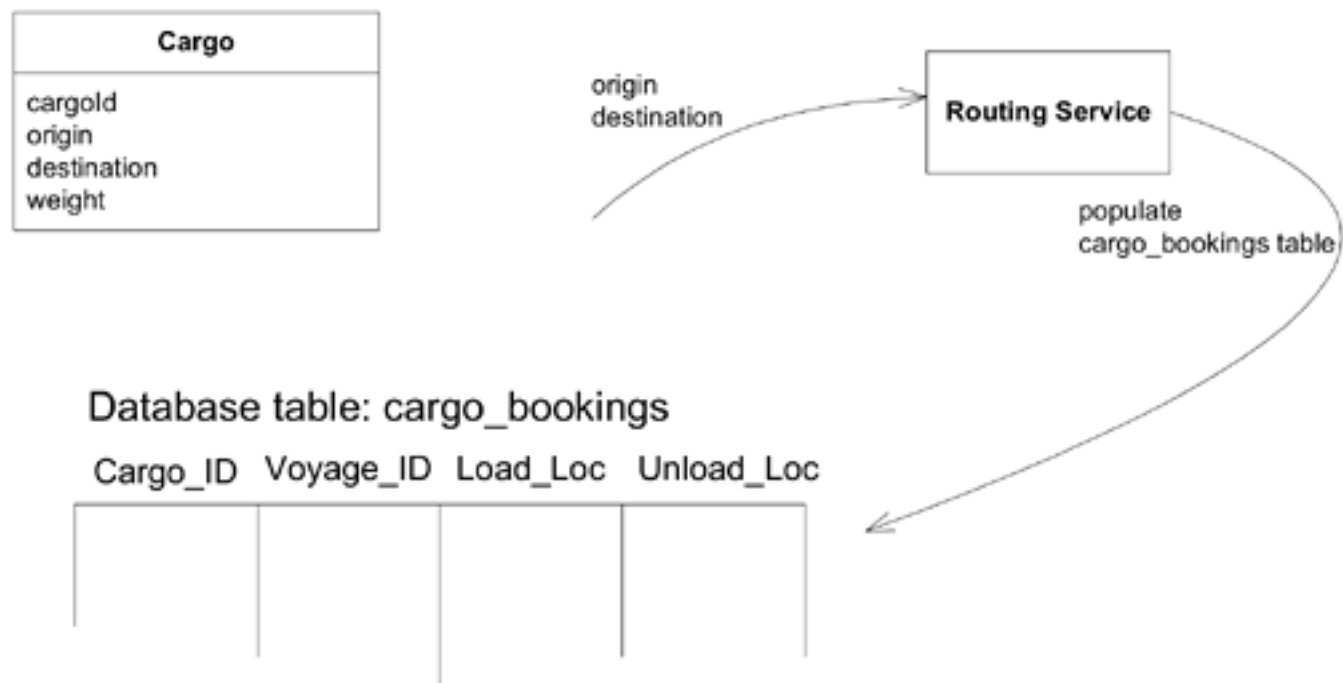 Cargo
cargoId
origin
destination
weight
origin
destination
Routing Service
populate
cargo_bookings table
Database table: cargo_bookings
Cargo_ID Voyage_ID Load_Loc Unload_Loc